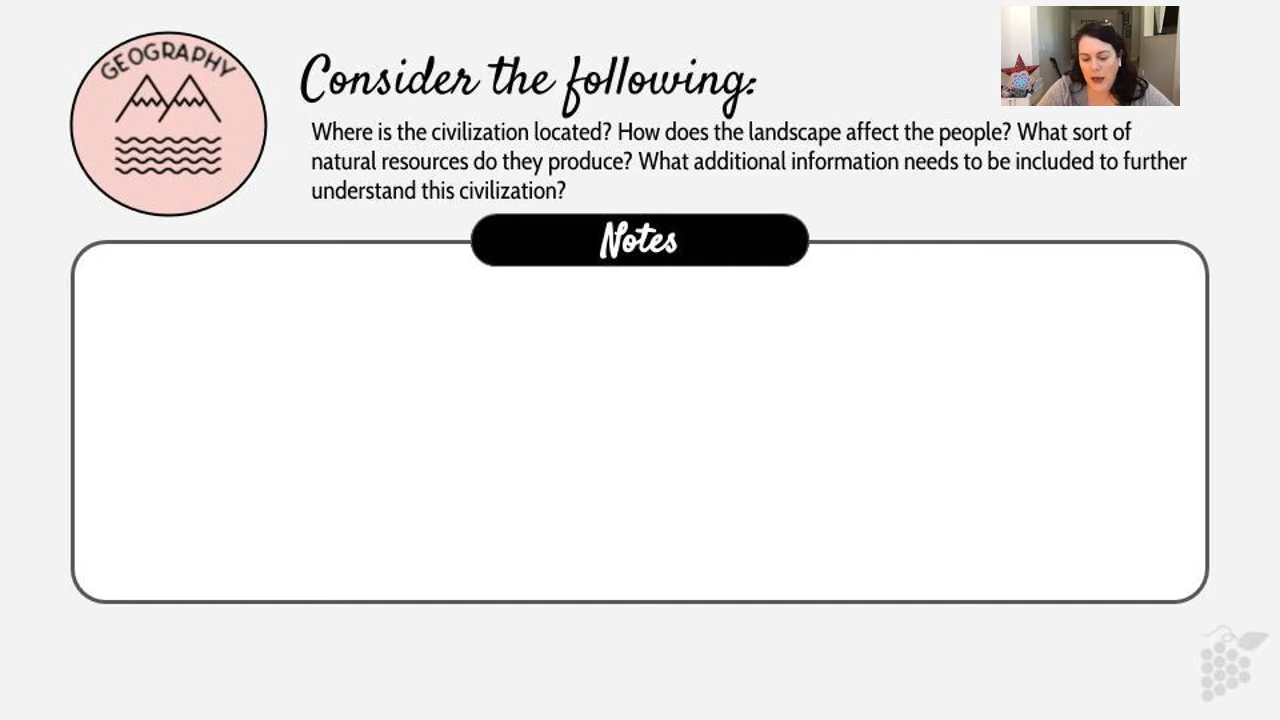 GEOGRAPHY
Consider the following:
Where is the civilization located? How does the landscape affect the people? What sort of
natural resources do they produce? What additional information needs to be included to further
understand this civilization?
Notes